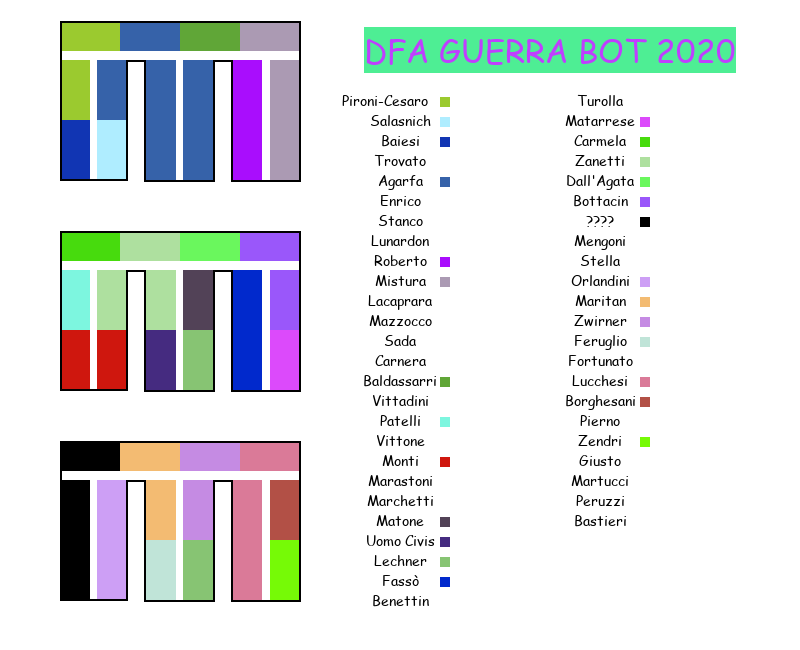 DFA GUERRA BOT 2020
Pironi-Cesaro
Salasnich
Baiesi
Trovato
Agarfa
Enrico
Stanco
Lunardon
Roberto
Mistura
Lacaprara
Mazzocco
Sada
Carnera
Baldassarri
Vittadini
Patelli
Vittone
Monti
Marastoni
Marchetti
Matone
Uomo Civis
Lechner
Fassò
Benettin
Turolla
Matarrese
Carmela
Zanetti
Dall'Agata
Bottacin
????
Mengoni
Stella
Orlandini
Maritan
Zwirner
Feruglio
Fortunato
Lucchesi
Borghesani
Pierno
Zendri
Giusto
Martucci
Peruzzi
Bastieri